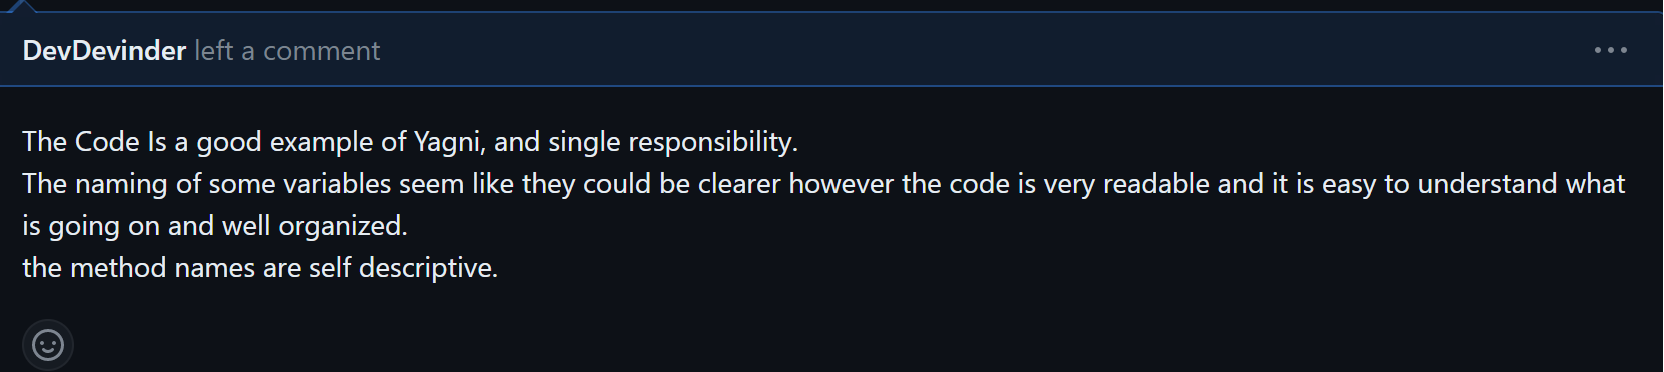 DevDevinder left a comment
The Code Is a good example of Yagni, and single responsibility.
The naming of some variables seem like they could be clearer however the code is very readable and it is easy to understand what
is going on and well organized.
the method names are self descriptive.